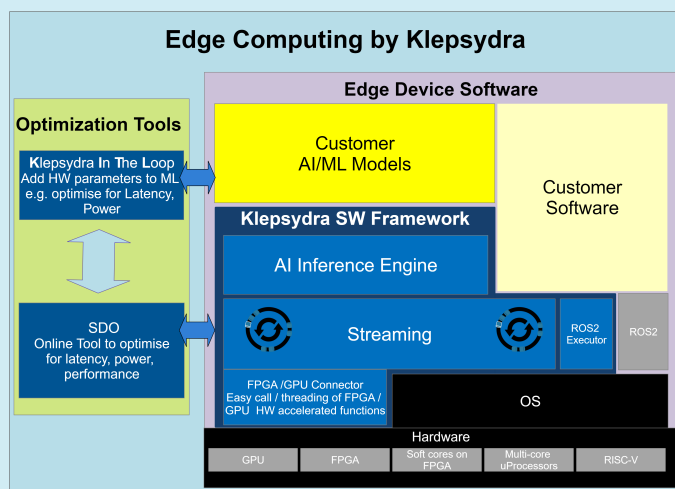 Edge Computing by Klepsydra
Edge Device Software
Optimization Tools
Klepsydra In The Loop
Add HW parameters to ML
e.g. optimise for Latency,
Power
SDO
Online Tool to optimise
for latency, power,
performance
Customer
AI/ML Models
Customer
Software
Klepsydra SW Framework
AI Inference Engine
Streaming
ROS2
Executor
ROS2
FPGA /GPU Connector
Easy call / threading of FPGA /
GPU HW accelerated functions
OS
Hardware
GPU
FPGA
Soft cores on
FPGA
Multi-core
uProcessors
RISC-V